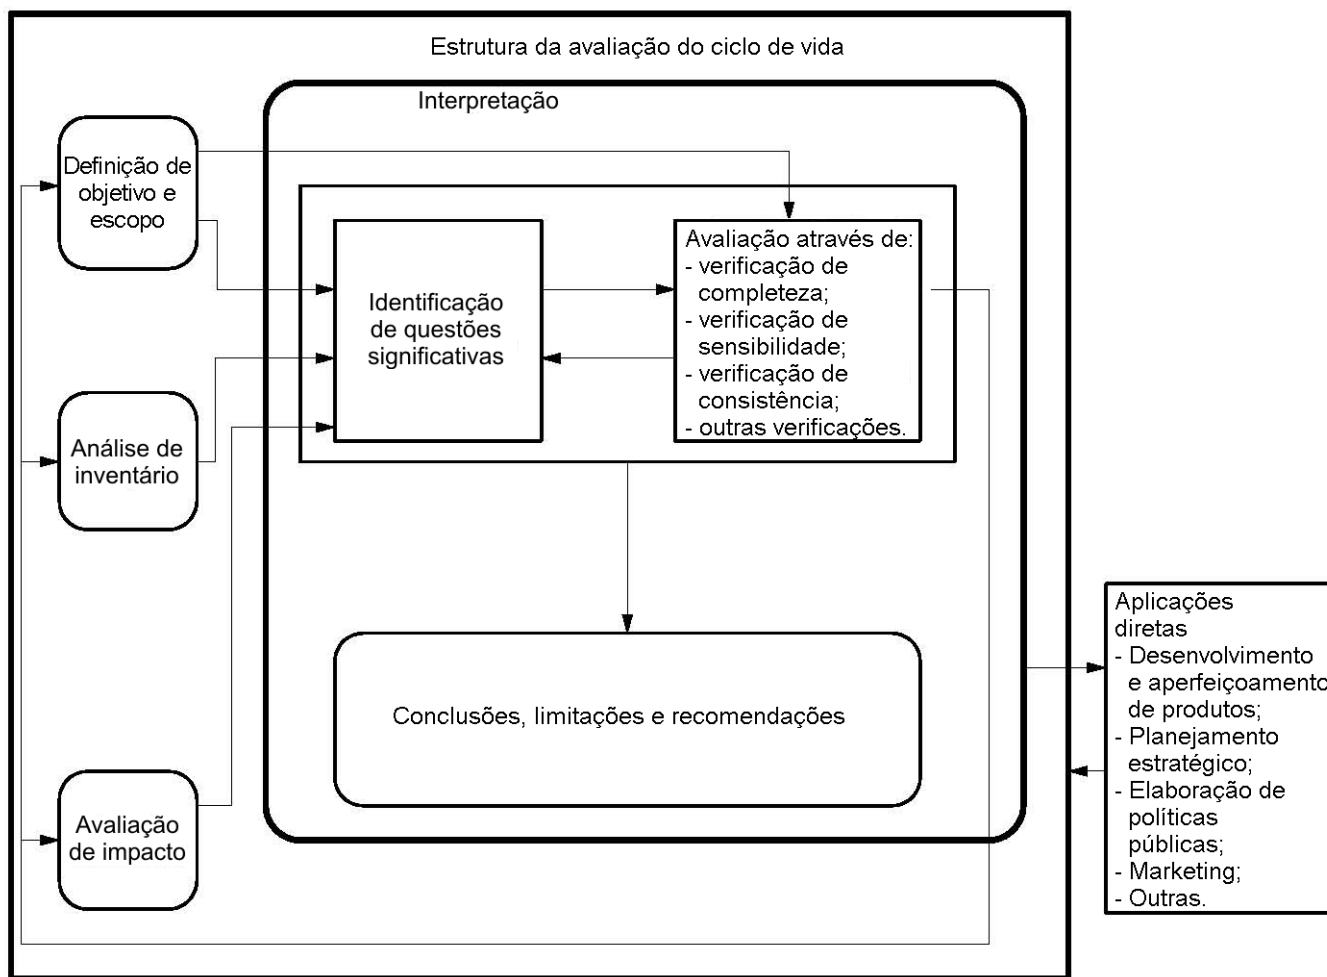 Estrutura da avaliação do ciclo de vida
Interpretação
Definição de
objetivo e
escopo
Identificação
de questões
significativas
Avaliação através de:
- verificação de
completeza;
- verificação de
sensibilidade;
- verificação de
consistência;
- outras verificações.
Análise de
inventário
Conclusões, limitações e recomendações
Avaliação
de impacto
Aplicações
diretas
- Desenvolvimento
e aperfeiçoamento
de produtos;
- Planejamento
estratégico;
- Elaboração de
políticas
públicas;
- Marketing;
- Outras.